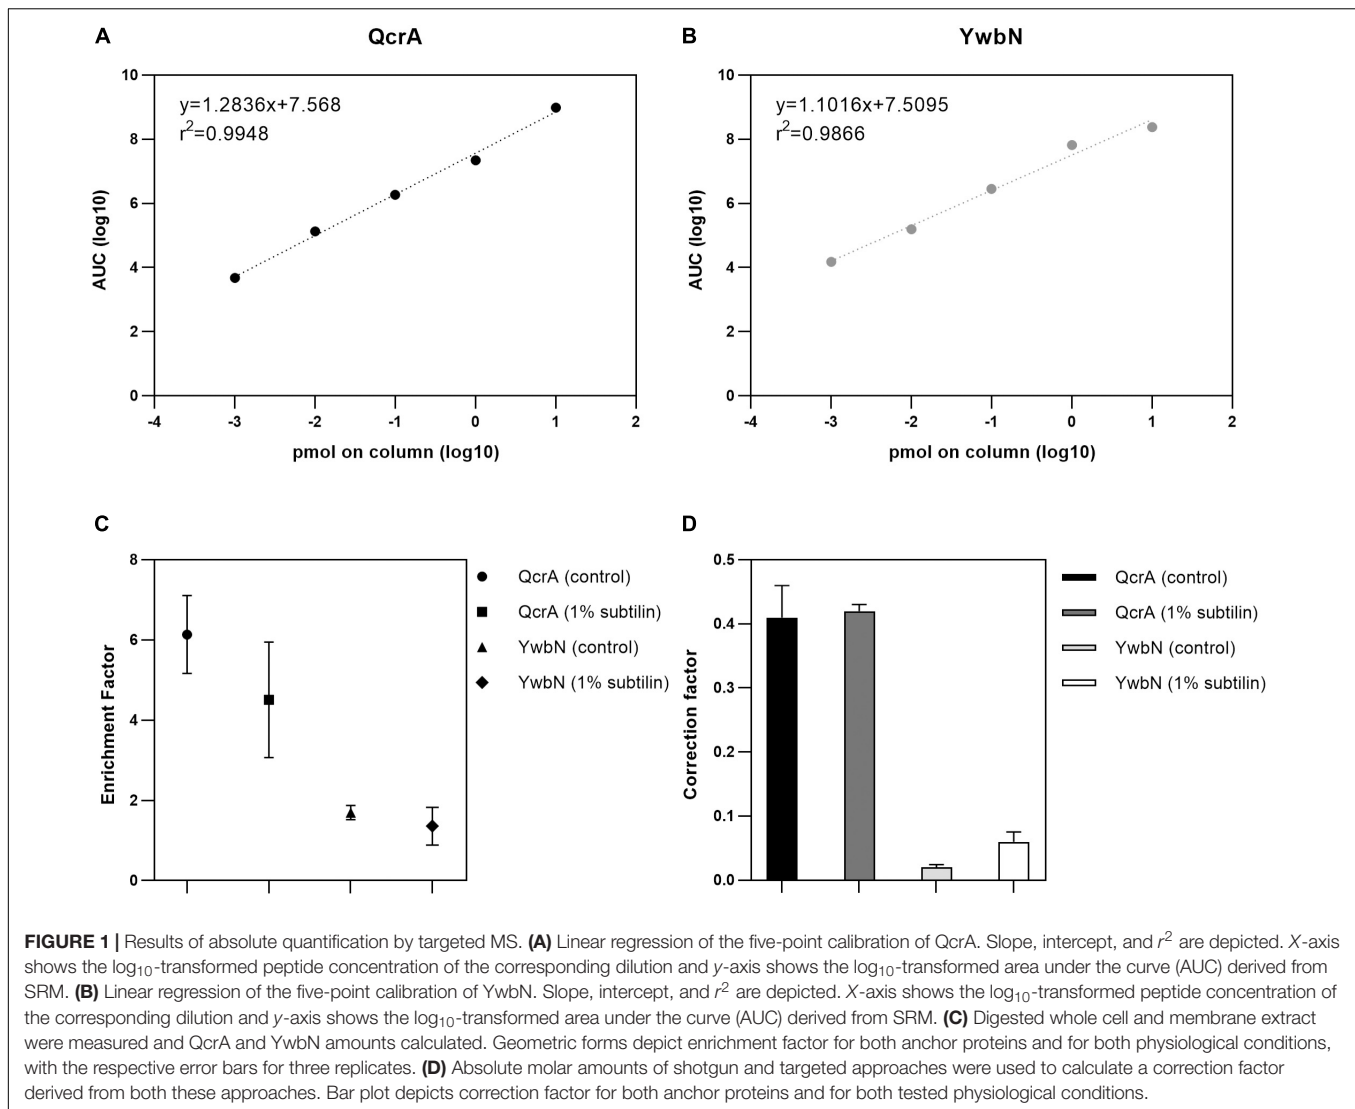 A
QcrA
y=1.2836x+7.568
r²=0.9948
10
8
6
4
2
0
AUC (log10)
-4 -3 -2 -1 0 1 2
pmol on column (log10)
B
YwbN
y=1.1016x+7.5095
r²=0.9866
10
8
6
4
2
0
AUC (log10)
-4 -3 -2 -1 0 1 2
pmol on column (log10)
C
8
6
4
2
0
Enrichment Factor
QcrA (control)
QcrA (1% subtilin)
YwbN (control)
YwbN (1% subtilin)
D
0.5
0.4
0.3
0.2
0.1
0.0
Correction factor
QcrA (control)
QcrA (1% subtilin)
YwbN (control)
YwbN (1% subtilin)
FIGURE 1 | Results of absolute quantification by targeted MS. (A) Linear regression of the five-point calibration of QcrA. Slope, intercept, and r² are depicted. X-axis
shows the log₁₀-transformed peptide concentration of the corresponding dilution and y-axis shows the log₁₀-transformed area under the curve (AUC) derived from
SRM. (B) Linear regression of the five-point calibration of YwbN. Slope, intercept, and r² are depicted. X-axis shows the log₁₀-transformed peptide concentration of
the corresponding dilution and y-axis shows the log₁₀-transformed area under the curve (AUC) derived from SRM. (C) Digested whole cell and membrane extract
were measured and QcrA and YwbN amounts calculated. Geometric forms depict enrichment factor for both anchor proteins and for both physiological conditions,
with the respective error bars for three replicates. (D) Absolute molar amounts of shotgun and targeted approaches were used to calculate a correction factor
derived from both these approaches. Bar plot depicts correction factor for both anchor proteins and for both tested physiological conditions.